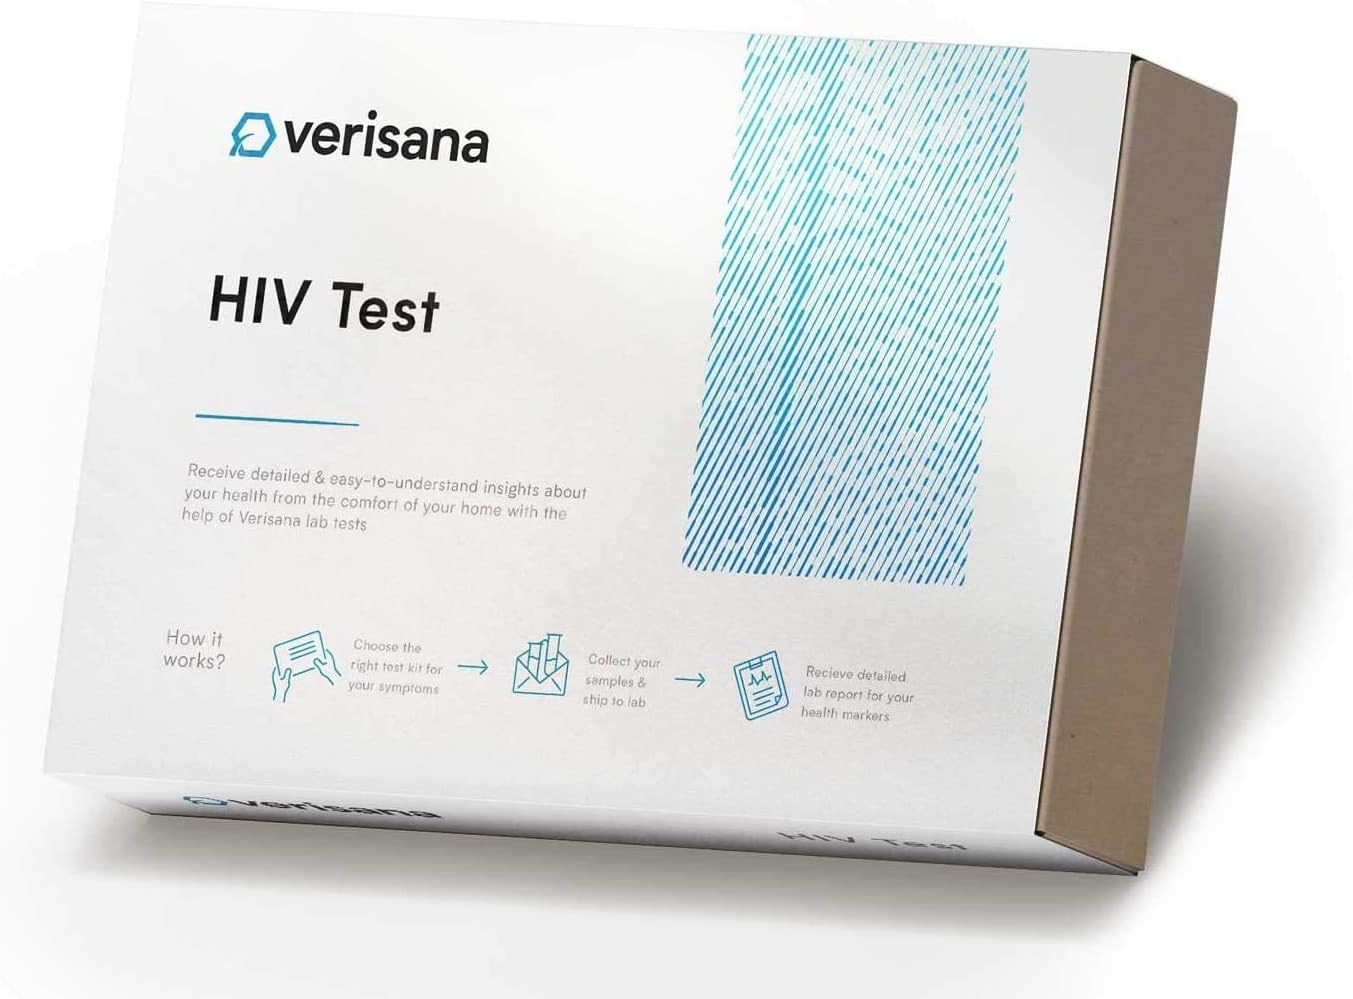 verisana
HIV Test
Receive detailed & easy-to-understand insights about
your health from the comfort of your home with the
help of Verisana lab tests
How it
works?
Choose the
right test kit for
your symptoms
Collect your
samples &
ship to lab
Recieve detailed
lab report for your
health markers
verisana
HIV Test